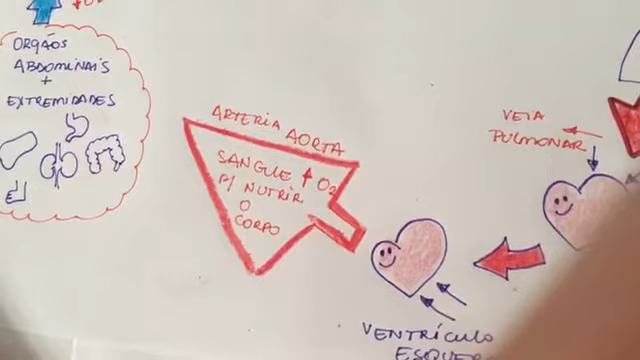 ORGÃOS
ABDOMINAIS
+
EXTREMIDADES
ARTERIA AORTA
SANGUE ↑ O2
P/ NUTRIR
O
CORPO
VEIA
PULMONAR
VENTRÍCULO